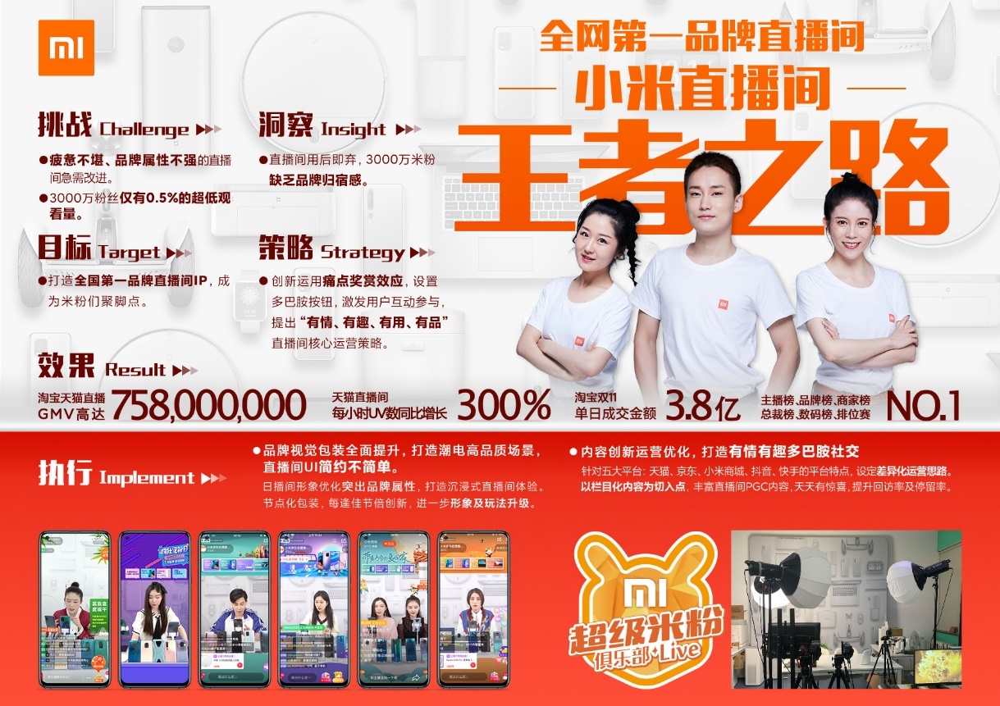 mi
全网第一品牌直播间
小米直播间
王者之路
挑战 Challenge
●疲惫不堪、品牌属性不强的直播
间急需改进。
●3000万粉丝仅有0.5%的超低观
看量。
洞察 Insight
●直播间用后即弃，3000万米粉
缺乏品牌归宿感。
目标 Target
●打造全国第一品牌直播间IP，成
为米粉们聚脚点。
策略 Strategy
●创新运用痛点奖赏效应，设置
多巴胺按钮，激发用户互动参与，
提出“有情、有趣、有用、有品”
直播间核心运营策略。
效果 Result
淘宝天猫直播
GMV高达 758,000,000
天猫直播间
每小时UV数同比增长 300%
淘宝双11
单日成交金额 3.8亿
主播榜、品牌榜、商家榜
总裁榜、数码榜、排位赛 NO.1
执行 Implement
●品牌视觉包装全面提升，打造潮电高品质场景，
直播间UI简约不简单。
日播间形象优化突出品牌属性，打造沉浸式直播间体验。
节点化包装，每逢佳节倍创新，进一步形象及玩法升级。
●内容创新运营优化，打造有情有趣多巴胺社交
针对五大平台：天猫、京东、小米商城、抖音、快手的平台特点，设定差异化运营思路。
以栏目化内容为切入点，丰富直播间PGC内容，天天有惊喜，提升回访率及停留率。
mi
超级米粉
俱乐部 Live